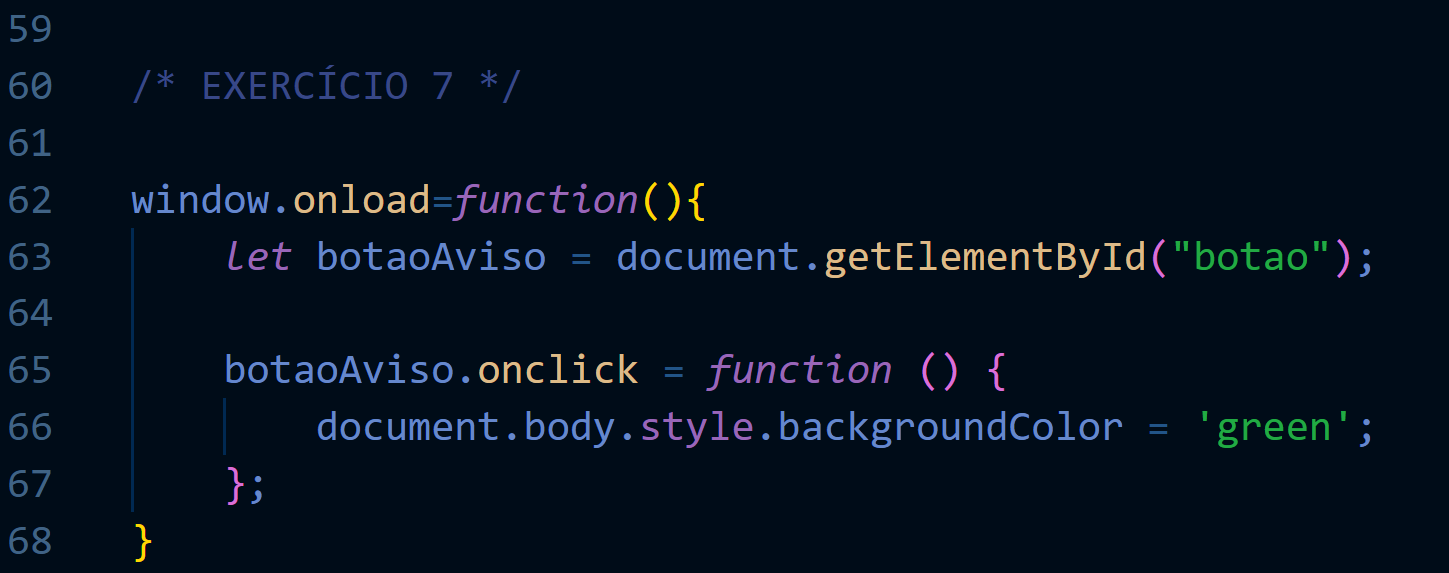 59
60 /* EXERCÍCIO 7 */
61
62 window.onload=function(){
63     let botaoAviso = document.getElementById("botao");
64
65     botaoAviso.onclick = function () {
66         document.body.style.backgroundColor = 'green';
67     };
68 }